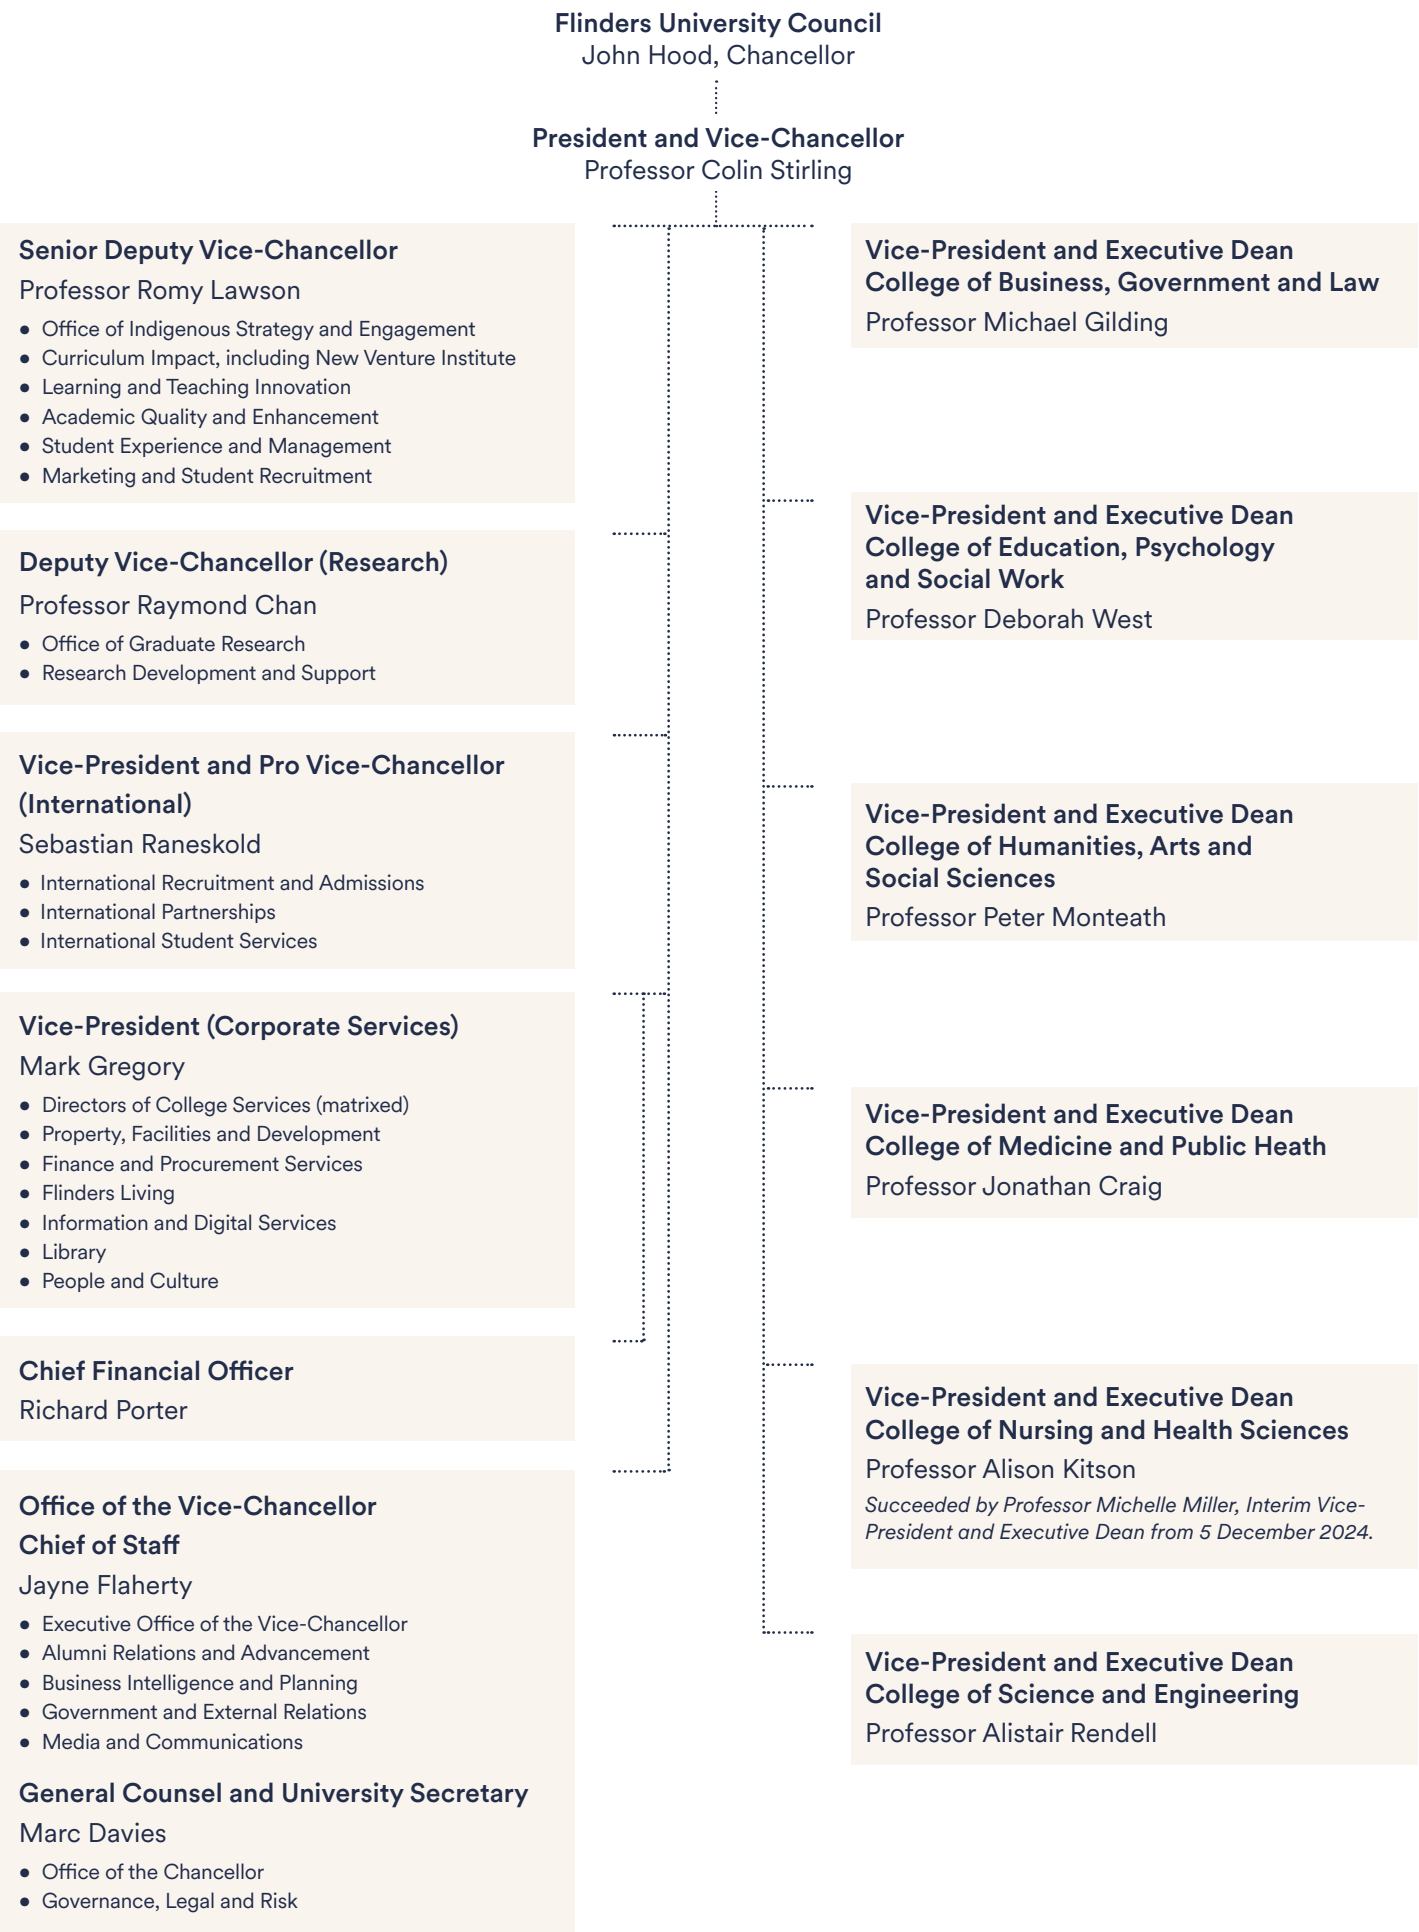 Flinders University Council
John Hood, Chancellor
President and Vice-Chancellor
Professor Colin Stirling
Senior Deputy Vice-Chancellor
Professor Romy Lawson
• Office of Indigenous Strategy and Engagement
• Curriculum Impact, including New Venture Institute
• Learning and Teaching Innovation
• Academic Quality and Enhancement
• Student Experience and Management
• Marketing and Student Recruitment
Deputy Vice-Chancellor (Research)
Professor Raymond Chan
• Office of Graduate Research
• Research Development and Support
Vice-President and Pro Vice-Chancellor
(International)
Sebastian Raneskold
• International Recruitment and Admissions
• International Partnerships
• International Student Services
Vice-President (Corporate Services)
Mark Gregory
• Directors of College Services (matrixed)
• Property, Facilities and Development
• Finance and Procurement Services
• Flinders Living
• Information and Digital Services
• Library
• People and Culture
Chief Financial Officer
Richard Porter
Office of the Vice-Chancellor
Chief of Staff
Jayne Flaherty
• Executive Office of the Vice-Chancellor
• Alumni Relations and Advancement
• Business Intelligence and Planning
• Government and External Relations
• Media and Communications
General Counsel and University Secretary
Marc Davies
• Office of the Chancellor
• Governance, Legal and Risk
Vice-President and Executive Dean
College of Business, Government and Law
Professor Michael Gilding
Vice-President and Executive Dean
College of Education, Psychology
and Social Work
Professor Deborah West
Vice-President and Executive Dean
College of Humanities, Arts and
Social Sciences
Professor Peter Monteath
Vice-President and Executive Dean
College of Medicine and Public Heath
Professor Jonathan Craig
Vice-President and Executive Dean
College of Nursing and Health Sciences
Professor Alison Kitson
Succeeded by Professor Michelle Miller, Interim Vice-
President and Executive Dean from 5 December 2024.
Vice-President and Executive Dean
College of Science and Engineering
Professor Alistair Rendell